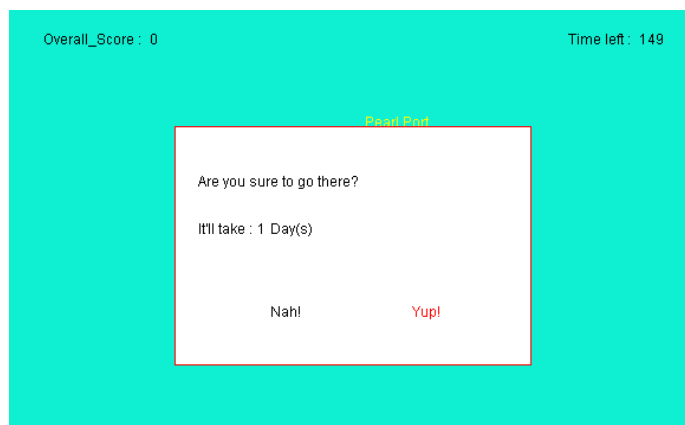 Overall_Score : 0
Time left : 149
Pearl Port
Are you sure to go there?
It'll take : 1 Day(s)
Nah!
Yup!